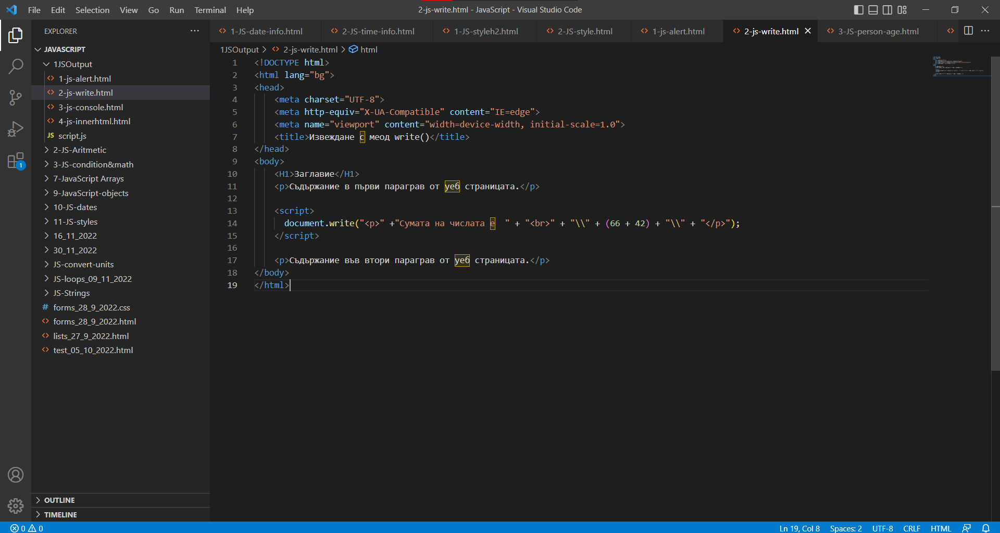 File Edit Selection View Go Run Terminal Help
2-js-write.html - JavaScript - Visual Studio Code
EXPLORER
JAVASCRIPT
1JSOutput
1-js-alert.html
2-js-write.html
3-js-console.html
4-js-innerhtml.html
JS script.js
2-JS-Aritmetic
3-JS-condition&math
7-JavaScript Arrays
9-JavaScript-objects
10-JS-dates
11-JS-styles
16_11_2022
30_11_2022
JS-convert-units
JS-loops_09_11_2022
JS-Strings
# forms_28_9_2022.css
forms_28_9_2022.html
lists_27_9_2022.html
test_05_10_2022.html
OUTLINE
TIMELINE
1
1-JS-date-info.html 2-JS-time-info.html 1-JS-styleh2.html 2-JS-style.html 1-js-alert.html 2-js-write.html 3-JS-person-age.html
1JSOutput > 2-js-write.html > html
1 <!DOCTYPE html>
2 <html lang="bg">
3 <head>
4 <meta charset="UTF-8">
5 <meta http-equiv="X-UA-Compatible" content="IE=edge">
6 <meta name="viewport" content="width=device-width, initial-scale=1.0">
7 <title>Извеждане с меод write()</title>
8 </head>
9 <body>
10 <H1>Заглавие</H1>
11 <p>Съдържание в първи параграв от уеб страницата.</p>
12
13 <script>
14 document.write("<p>" +"Сумата на числата е  " + "<br>" + "\\" + (66 + 42) + "\\" + "</p>");
15 </script>
16
17 <p>Съдържание във втори параграв от уеб страницата.</p>
18 </body>
19 </html>
0 0
Ln 19, Col 8 Spaces: 2 UTF-8 CRLF HTML